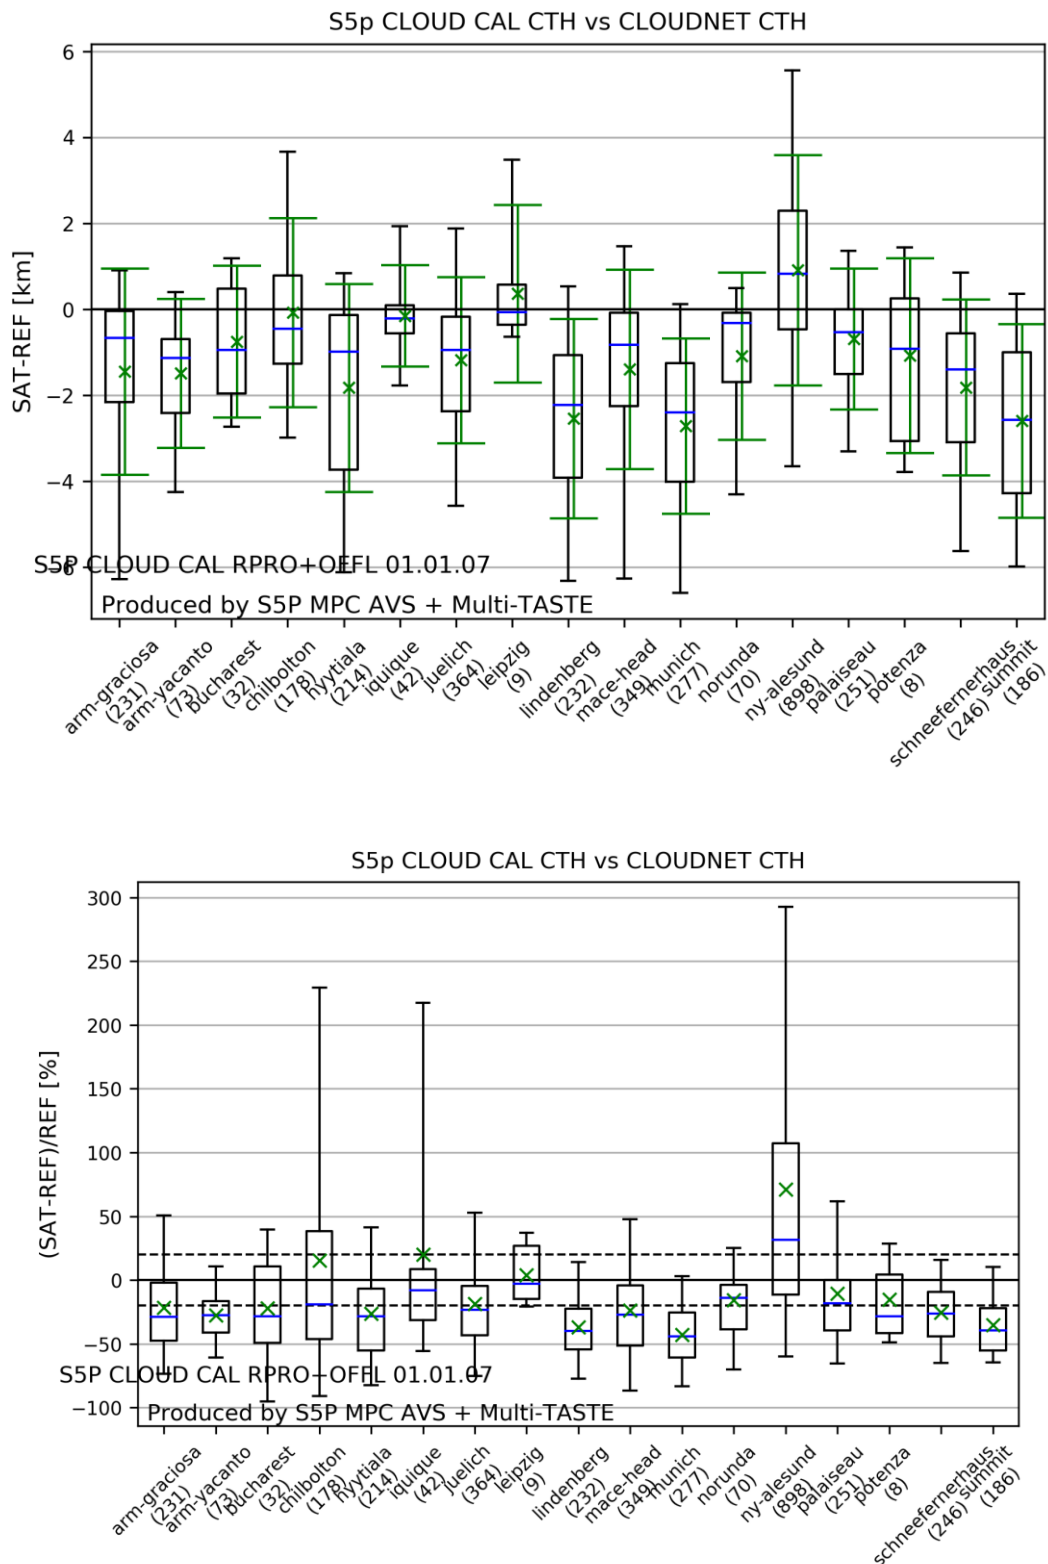 S5p CLOUD CAL CTH vs CLOUDNET CTH
6
4
2
0
−2
−4
−6
SAT-REF [km]
S5P CLOUD CAL RPRO+OFFL 01.01.07
Produced by S5P MPC AVS + Multi-TASTE
arm-graciosa
(231)
arm-yacanto
(73)
bucharest
(32)
chilbolton
(178)
hyytiala
(214)
iquique
(42)
juelich
(364)
leipzig
(9)
lindenberg
(232)
mace-head
(349)
munich
(277)
norunda
(70)
ny-alesund
(898)
palaiseau
(251)
potenza
(8)
schneefernerhaus
(246)
summit
(186)
S5p CLOUD CAL CTH vs CLOUDNET CTH
300
250
200
150
100
50
0
−50
−100
(SAT-REF)/REF [%]
S5P CLOUD CAL RPRO+OFFL 01.01.07
Produced by S5P MPC AVS + Multi-TASTE
arm-graciosa
(231)
arm-yacanto
(73)
bucharest
(32)
chilbolton
(178)
hyytiala
(214)
iquique
(42)
juelich
(364)
leipzig
(9)
lindenberg
(232)
mace-head
(349)
munich
(277)
norunda
(70)
ny-alesund
(898)
palaiseau
(251)
potenza
(8)
schneefernerhaus
(246)
summit
(186)